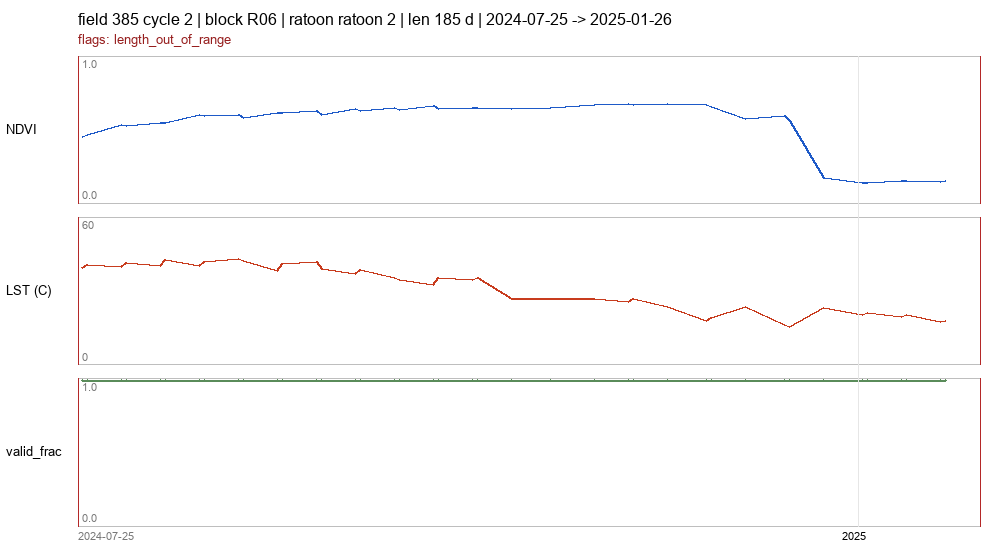 field 385 cycle 2 | block R06 | ratoon ratoon 2 | len 185 d | 2024-07-25 -> 2025-01-26
flags: length_out_of_range
1.0
NDVI
0.0
60
LST (C)
0
1.0
valid_frac
0.0
2024-07-25 2025